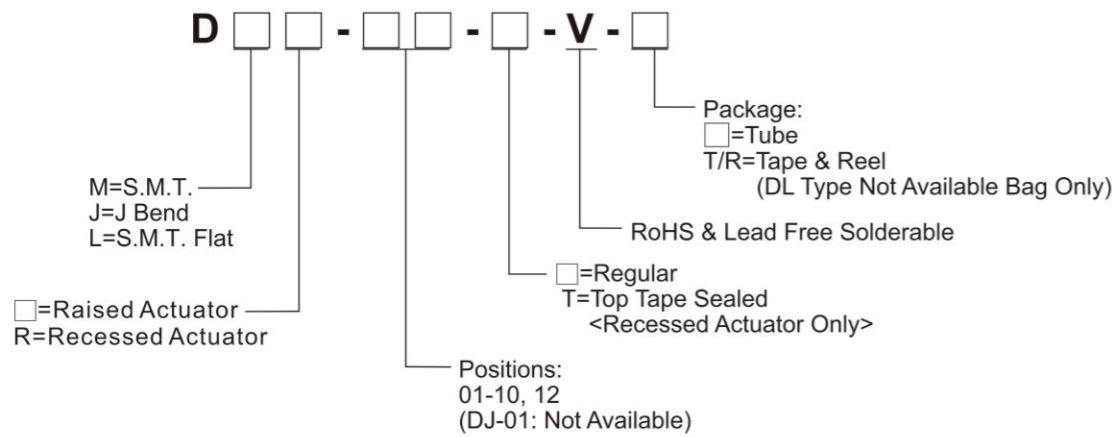 D □ □ - □ □ - □ - V - □
Package:
□=Tube
T/R=Tape & Reel
(DL Type Not Available Bag Only)
M=S.M.T.
J=J Bend
L=S.M.T. Flat
RoHS & Lead Free Solderable
□=Regular
T=Top Tape Sealed
<Recessed Actuator Only>
□=Raised Actuator
R=Recessed Actuator
Positions:
01-10, 12
(DJ-01: Not Available)